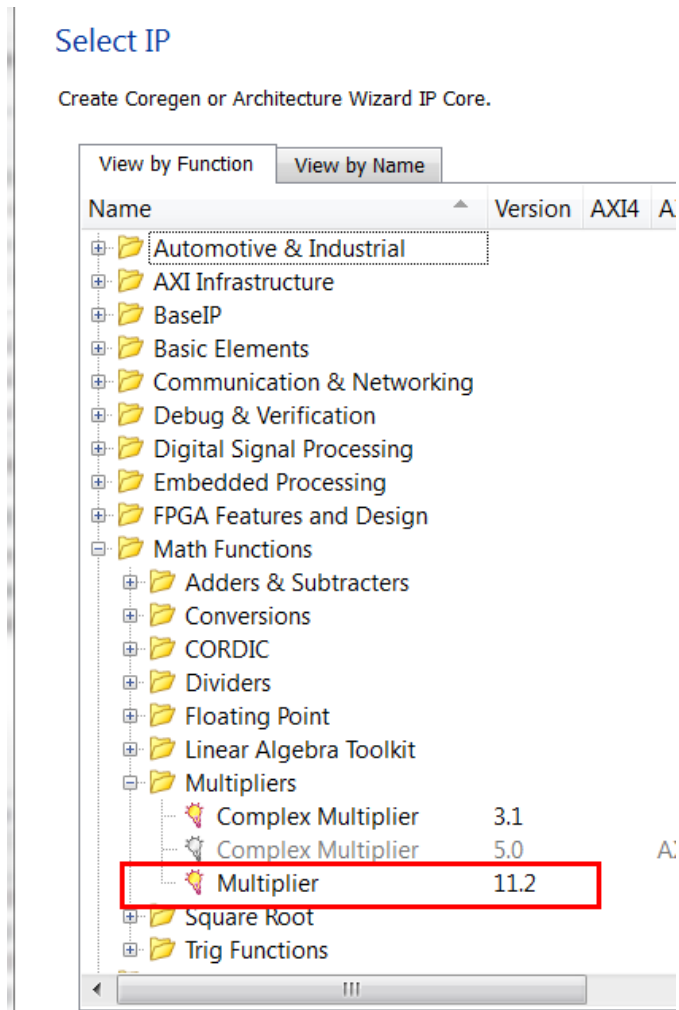 Select IP
Create Coregen or Architecture Wizard IP Core.
View by Function View by Name
Name Version AXI4
Automotive & Industrial
AXI Infrastructure
BaseIP
Basic Elements
Communication & Networking
Debug & Verification
Digital Signal Processing
Embedded Processing
FPGA Features and Design
Math Functions
Adders & Subtracters
Conversions
CORDIC
Dividers
Floating Point
Linear Algebra Toolkit
Multipliers
Complex Multiplier 3.1
Complex Multiplier 5.0
Multiplier 11.2
Square Root
Trig Functions